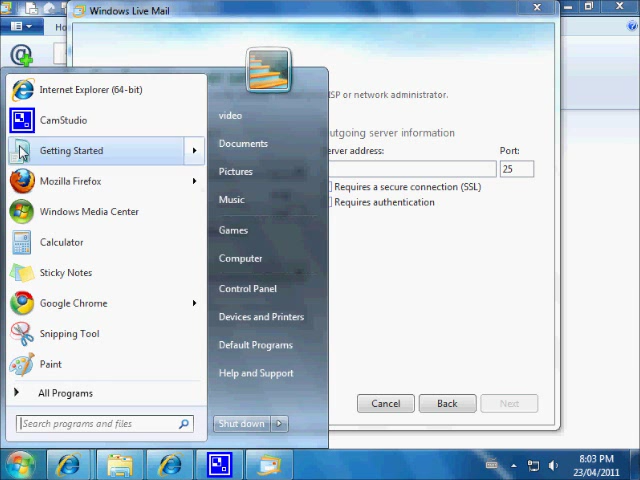 Windows Live Mail
Ho
ISP or network administrator.
utgoing server information
erver address:
Port:
25
Requires a secure connection (SSL)
Requires authentication
Cancel
Back
Next
Internet Explorer (64-bit)
CamStudio
Getting Started
Mozilla Firefox
Windows Media Center
Calculator
Sticky Notes
Google Chrome
Snipping Tool
Paint
All Programs
Search programs and files
video
Documents
Pictures
Music
Games
Computer
Control Panel
Devices and Printers
Default Programs
Help and Support
Shut down
8:03 PM
23/04/2011